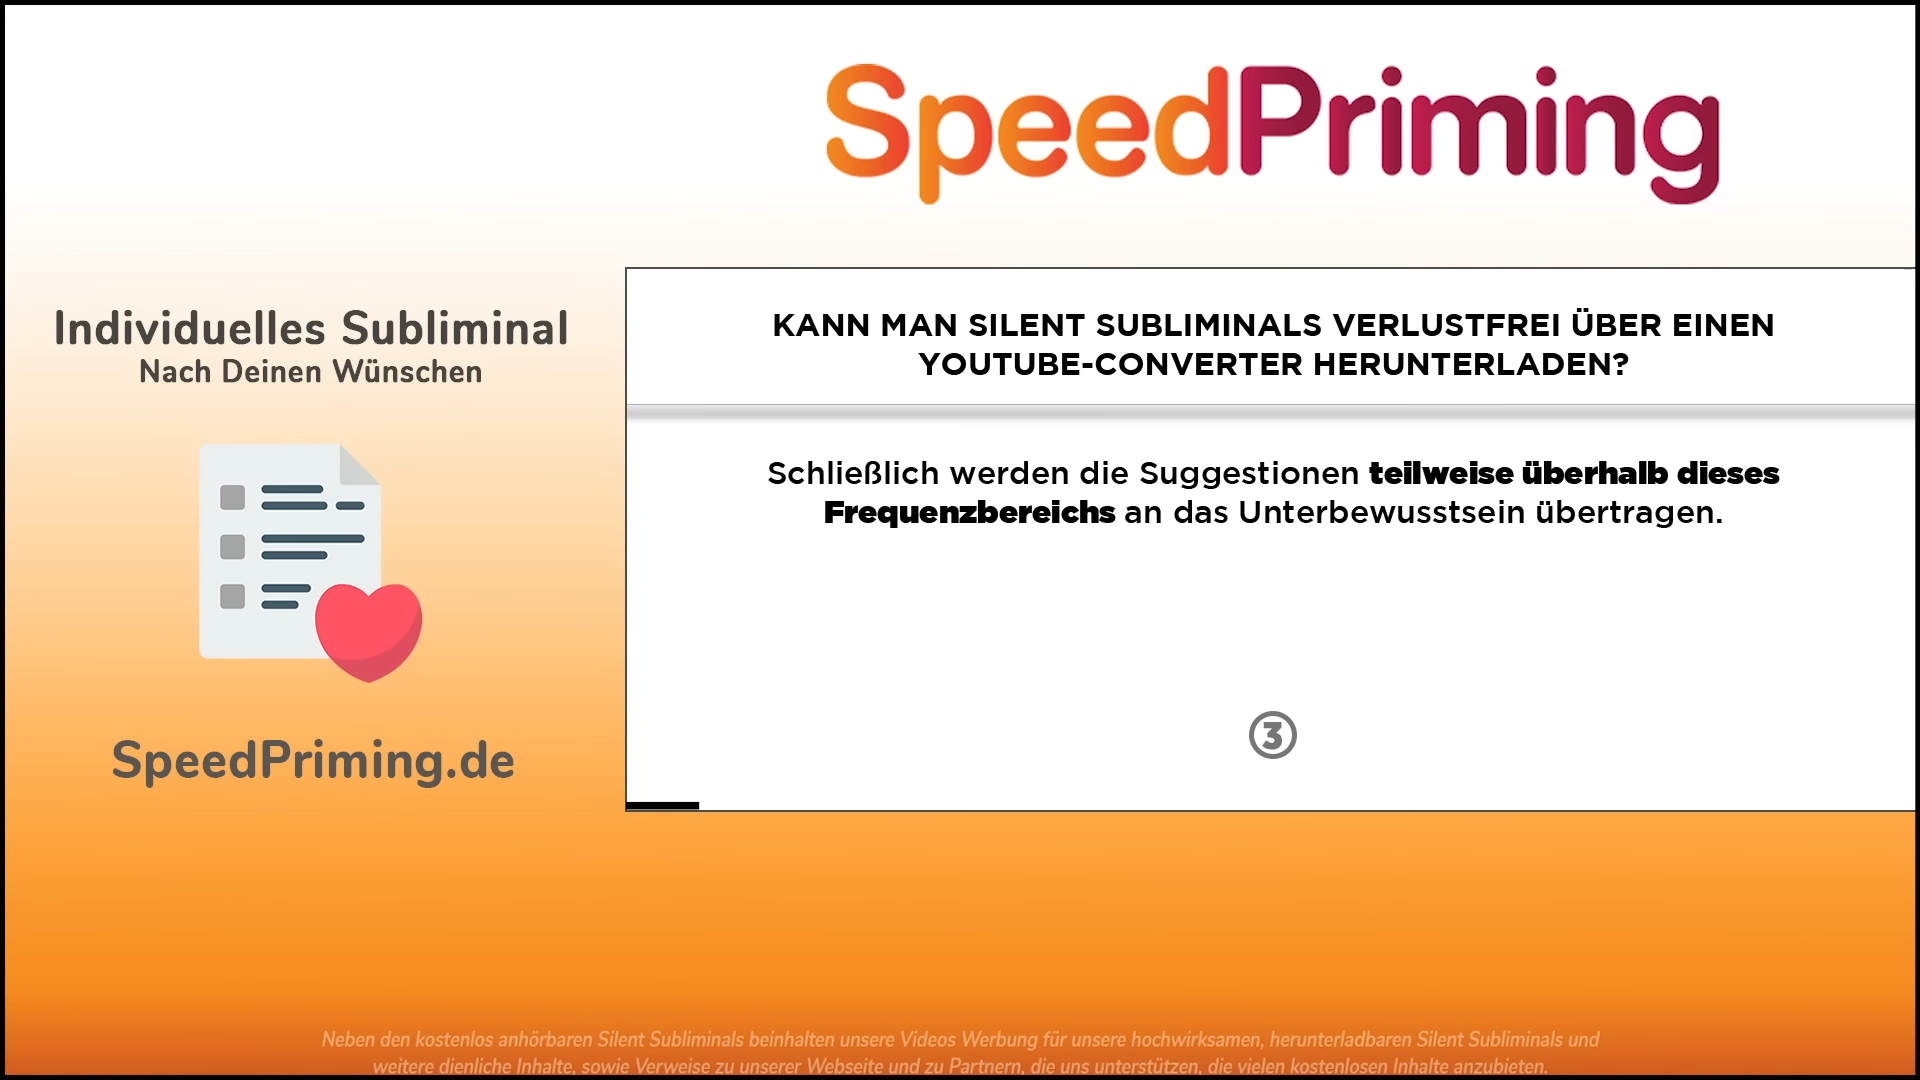 SpeedPriming
Individuelles Subliminal
Nach Deinen Wünschen
SpeedPriming.de
KANN MAN SILENT SUBLIMINALS VERLUSTFREI ÜBER EINEN
YOUTUBE-CONVERTER HERUNTERLADEN?
Schließlich werden die Suggestionen teilweise überhalb dieses
Frequenzbereichs an das Unterbewusstsein übertragen.
3
Neben den kostenlos anhörbaren Silent Subliminals beinhalten unsere Videos Werbung für unsere hochwirksamen, herunterladbaren Silent Subliminals und
weitere dienliche Inhalte, sowie Verweise zu unserer Webseite und zu Partnern, die uns unterstützen, die vielen kostenlosen Inhalte anzubieten.